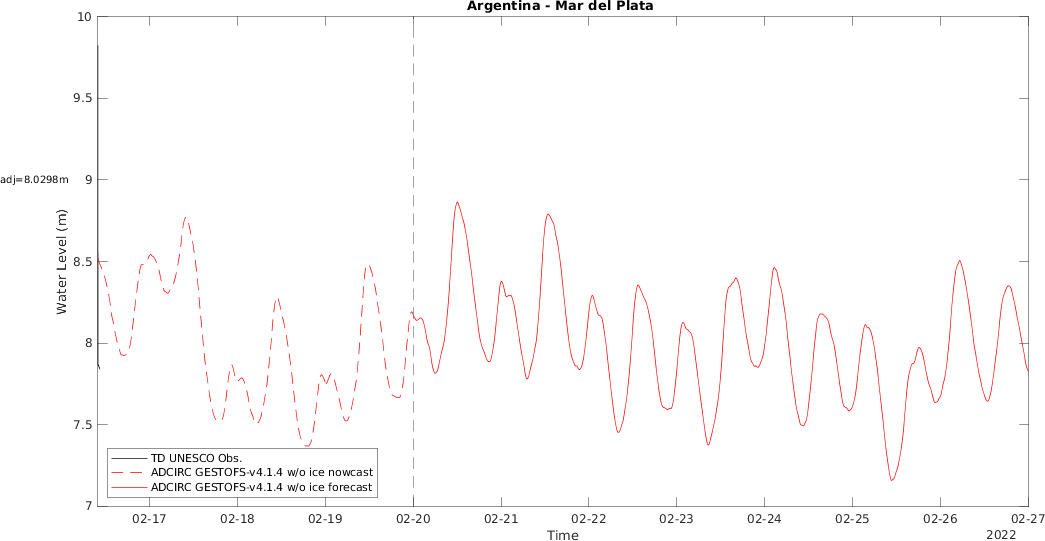 Argentina - Mar del Plata
10
9.5
adj=8.0298m
9
8.5
8
7.5
7
Water Level (m)
TD UNESCO Obs.
ADCIRC GESTOFS-v4.1.4 w/o ice nowcast
ADCIRC GESTOFS-v4.1.4 w/o ice forecast
02-17 02-18 02-19 02-20 02-21 02-22 02-23 02-24 02-25 02-26 02-27
Time
2022